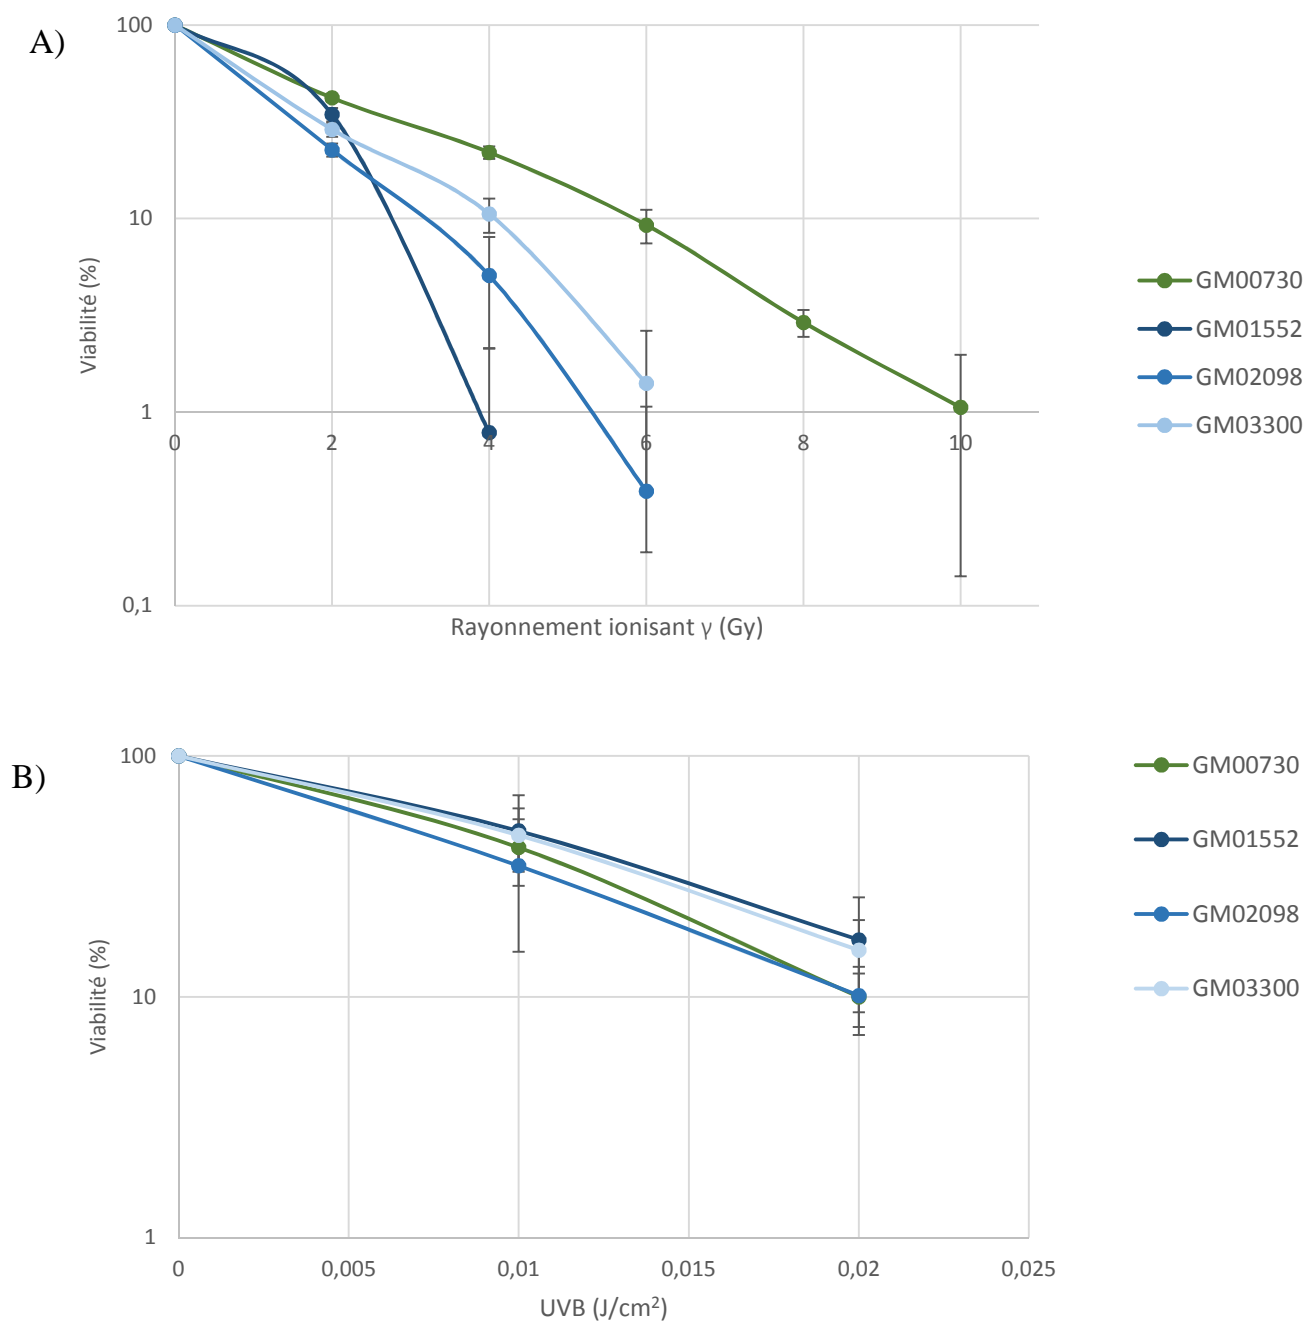 A)
100
10
1
0,1
Viabilité (%)
0 2 4 6 8 10
Rayonnement ionisant γ (Gy)
GM00730
GM01552
GM02098
GM03300
B)
100
10
1
Viabilité (%)
0 0,005 0,01 0,015 0,02 0,025
UVB (J/cm²)
GM00730
GM01552
GM02098
GM03300